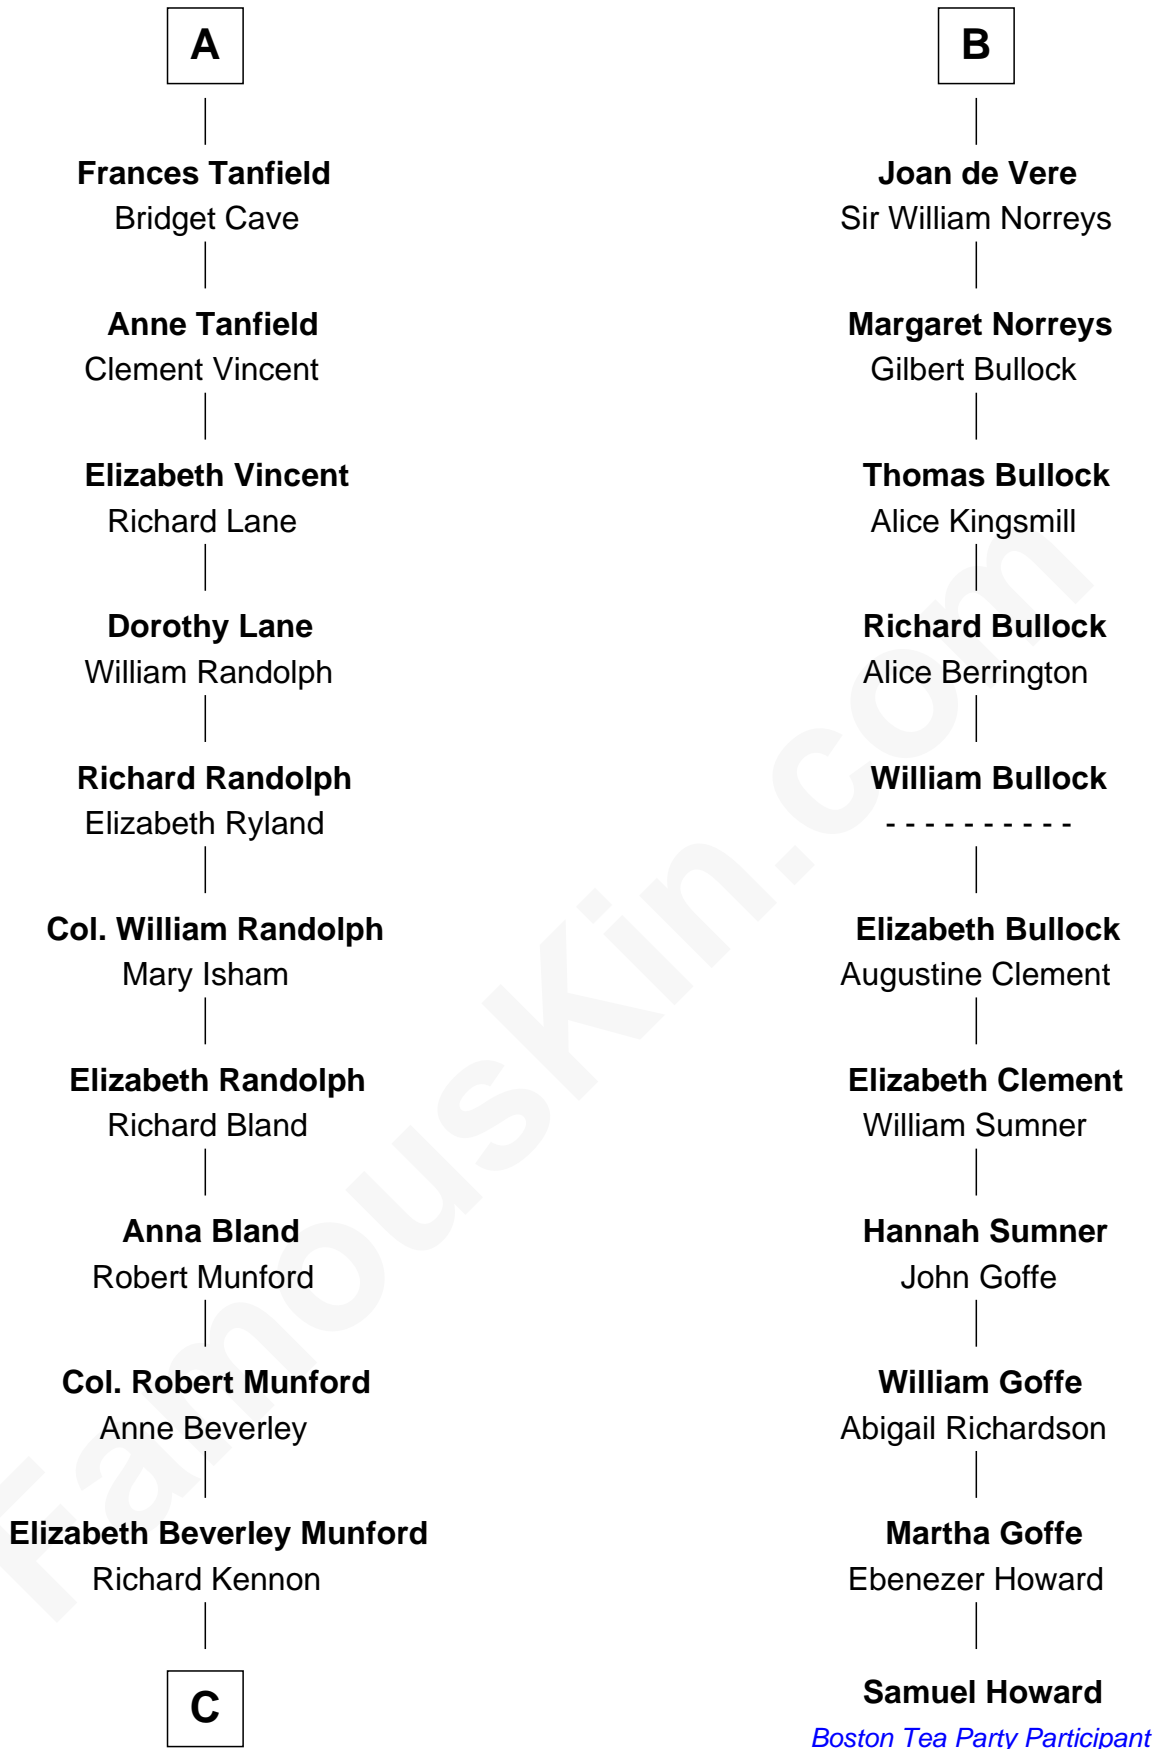 A
Frances Tanfield
Bridget Cave
Anne Tanfield
Clement Vincent
Elizabeth Vincent
Richard Lane
Dorothy Lane
William Randolph
Richard Randolph
Elizabeth Ryland
Col. William Randolph
Mary Isham
Elizabeth Randolph
Richard Bland
Anna Bland
Robert Munford
Col. Robert Munford
Anne Beverley
Elizabeth Beverley Munford
Richard Kennon
C
B
Joan de Vere
Sir William Norreys
Margaret Norreys
Gilbert Bullock
Thomas Bullock
Alice Kingsmill
Richard Bullock
Alice Berrington
William Bullock
- - - - - - - - - -
Elizabeth Bullock
Augustine Clement
Elizabeth Clement
William Sumner
Hannah Sumner
John Goffe
William Goffe
Abigail Richardson
Martha Goffe
Ebenezer Howard
Samuel Howard
Boston Tea Party Participant
FamousKin.com